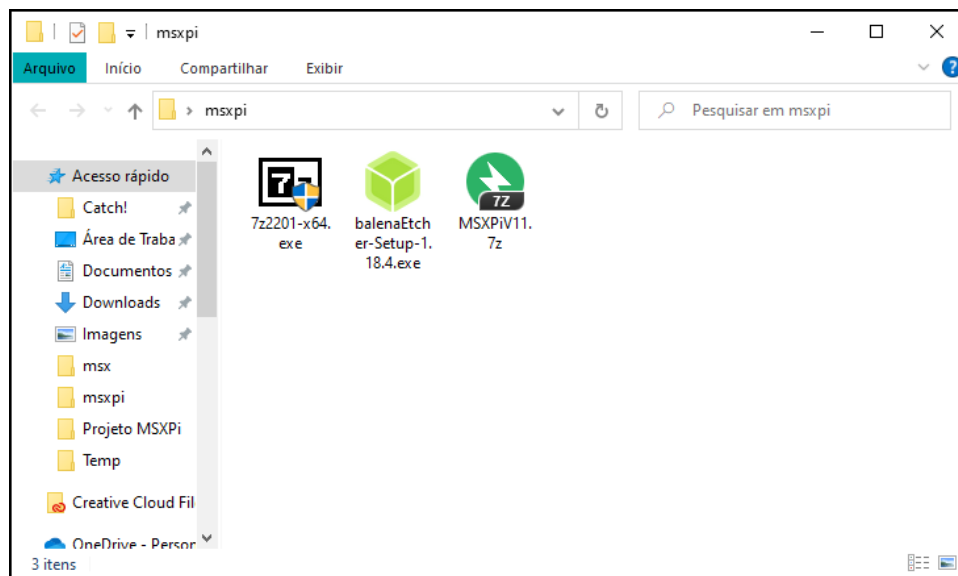 msxpi
Arquivo Início Compartilhar Exibir
msxpi
Pesquisar em msxpi
Acesso rápido
Catch!
Área de Traba
Documentos
Downloads
Imagens
msx
msxpi
Projeto MSXPi
Temp
Creative Cloud Fil
OneDrive - Person
7z
7z2201-x64.
exe
balenaEtch
er-Setup-1.
18.4.exe
7Z
MSXPiV11.
7z
3 itens